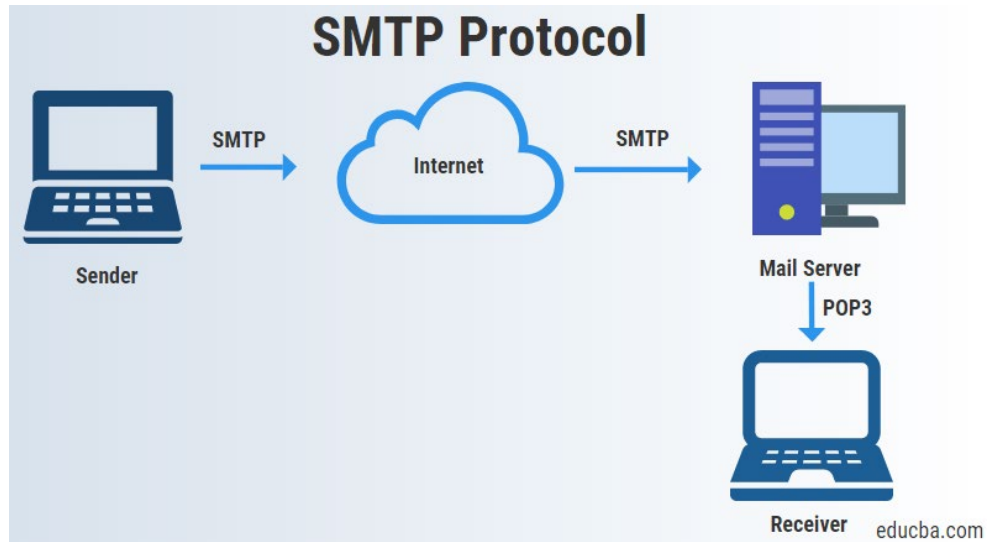 SMTP Protocol
SMTP
SMTP
Internet
Sender
Mail Server
POP3
Receiver
educba.com